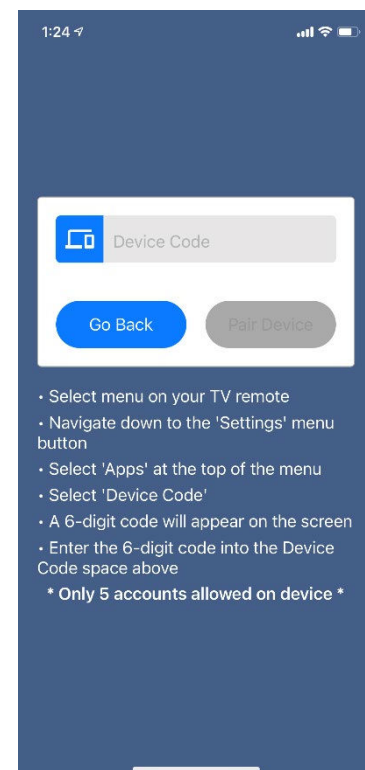 1:24
Device Code
Go Back
Pair Device
• Select menu on your TV remote
• Navigate down to the 'Settings' menu
button
• Select 'Apps' at the top of the menu
• Select 'Device Code'
• A 6-digit code will appear on the screen
• Enter the 6-digit code into the Device
Code space above
* Only 5 accounts allowed on device *